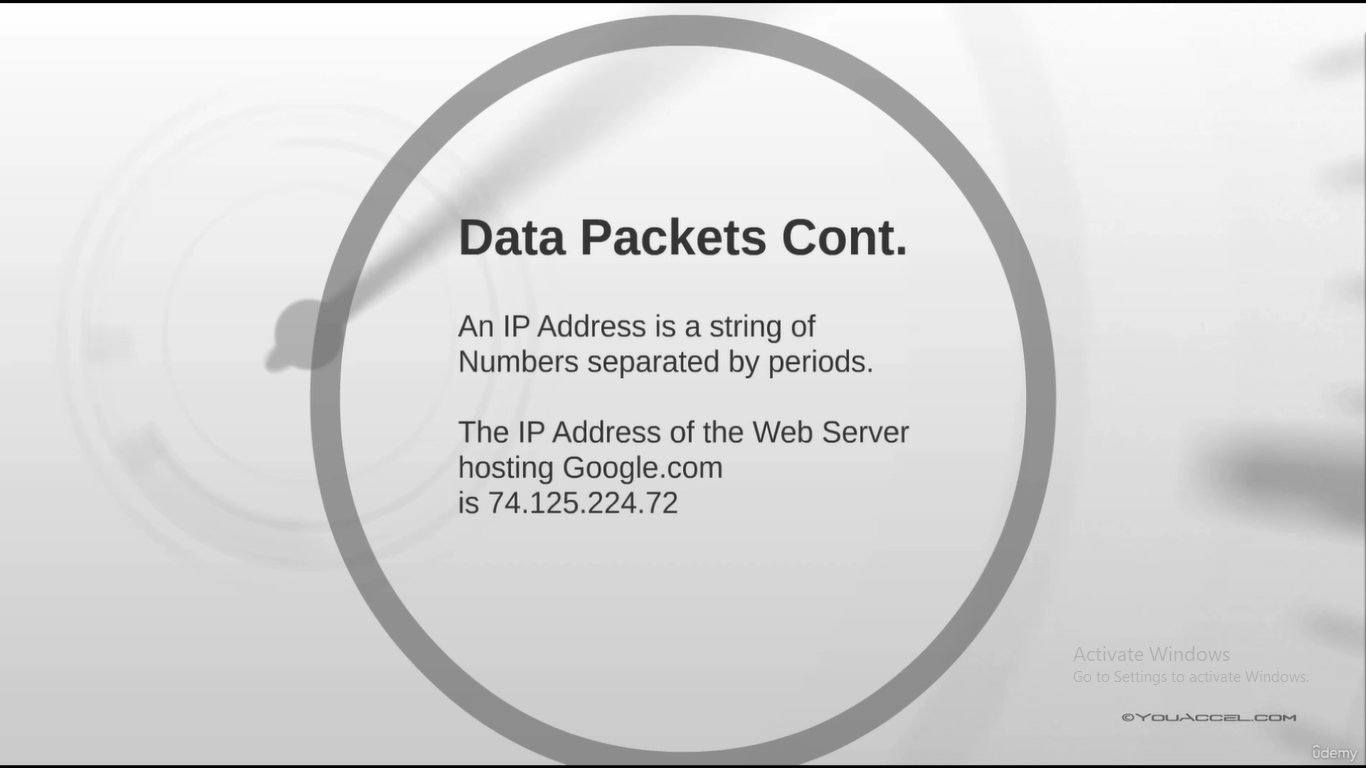 Data Packets Cont.
An IP Address is a string of
Numbers separated by periods.
The IP Address of the Web Server
hosting Google.com
is 74.125.224.72
Activate Windows
Go to Settings to activate Windows.
©YOUACCEL.COM
ûdemy